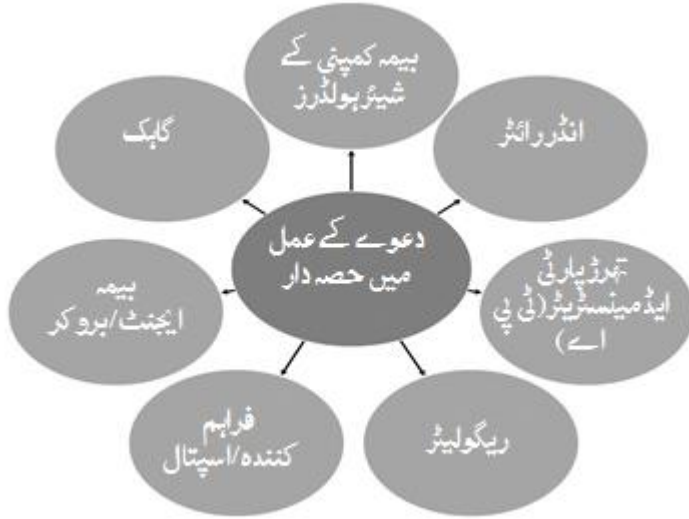 بیمہ کمپنی کے
شیئر ہولڈرز
انڈر رائٹر
گاہک
دعوے کے عمل
میں حصہ دار
تھرڈ پارٹی
ایڈمینسٹریٹر(ٹی پی
اے)
بیمہ
ایجنٹ/بروکر
فراہم
کنندہ/اسپتال
ریگولیٹر